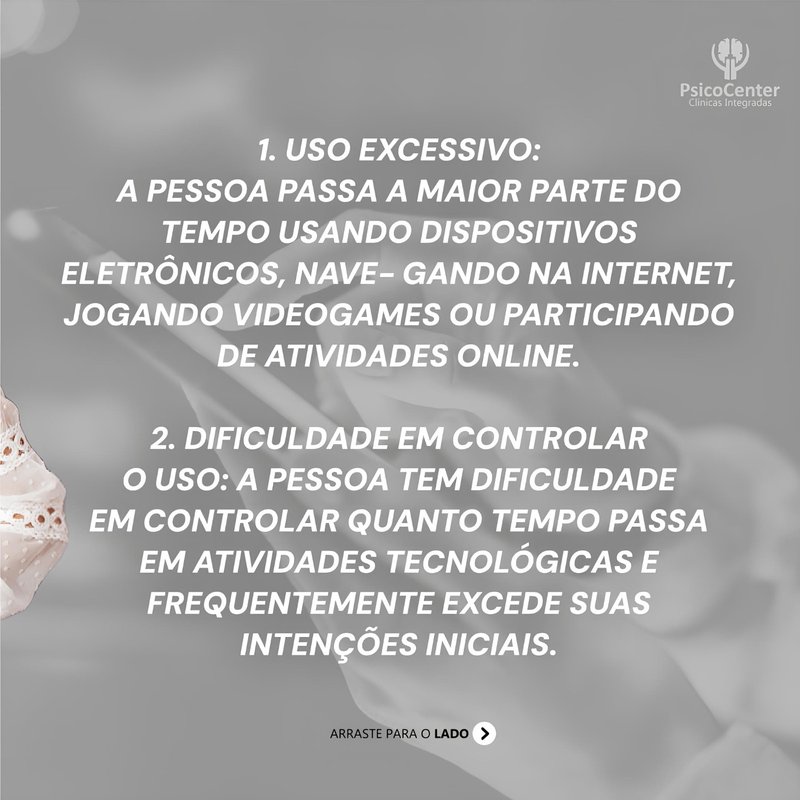 PsicoCenter
Clínicas Integradas
1. USO EXCESSIVO:
A PESSOA PASSA A MAIOR PARTE DO
TEMPO USANDO DISPOSITIVOS
ELETRÔNICOS, NAVE- GANDO NA INTERNET,
JOGANDO VIDEOGAMES OU PARTICIPANDO
DE ATIVIDADES ONLINE.
2. DIFICULDADE EM CONTROLAR
O USO: A PESSOA TEM DIFICULDADE
EM CONTROLAR QUANTO TEMPO PASSA
EM ATIVIDADES TECNOLÓGICAS E
FREQUENTEMENTE EXCEDE SUAS
INTENÇÕES INICIAIS.
ARRASTE PARA O LADO